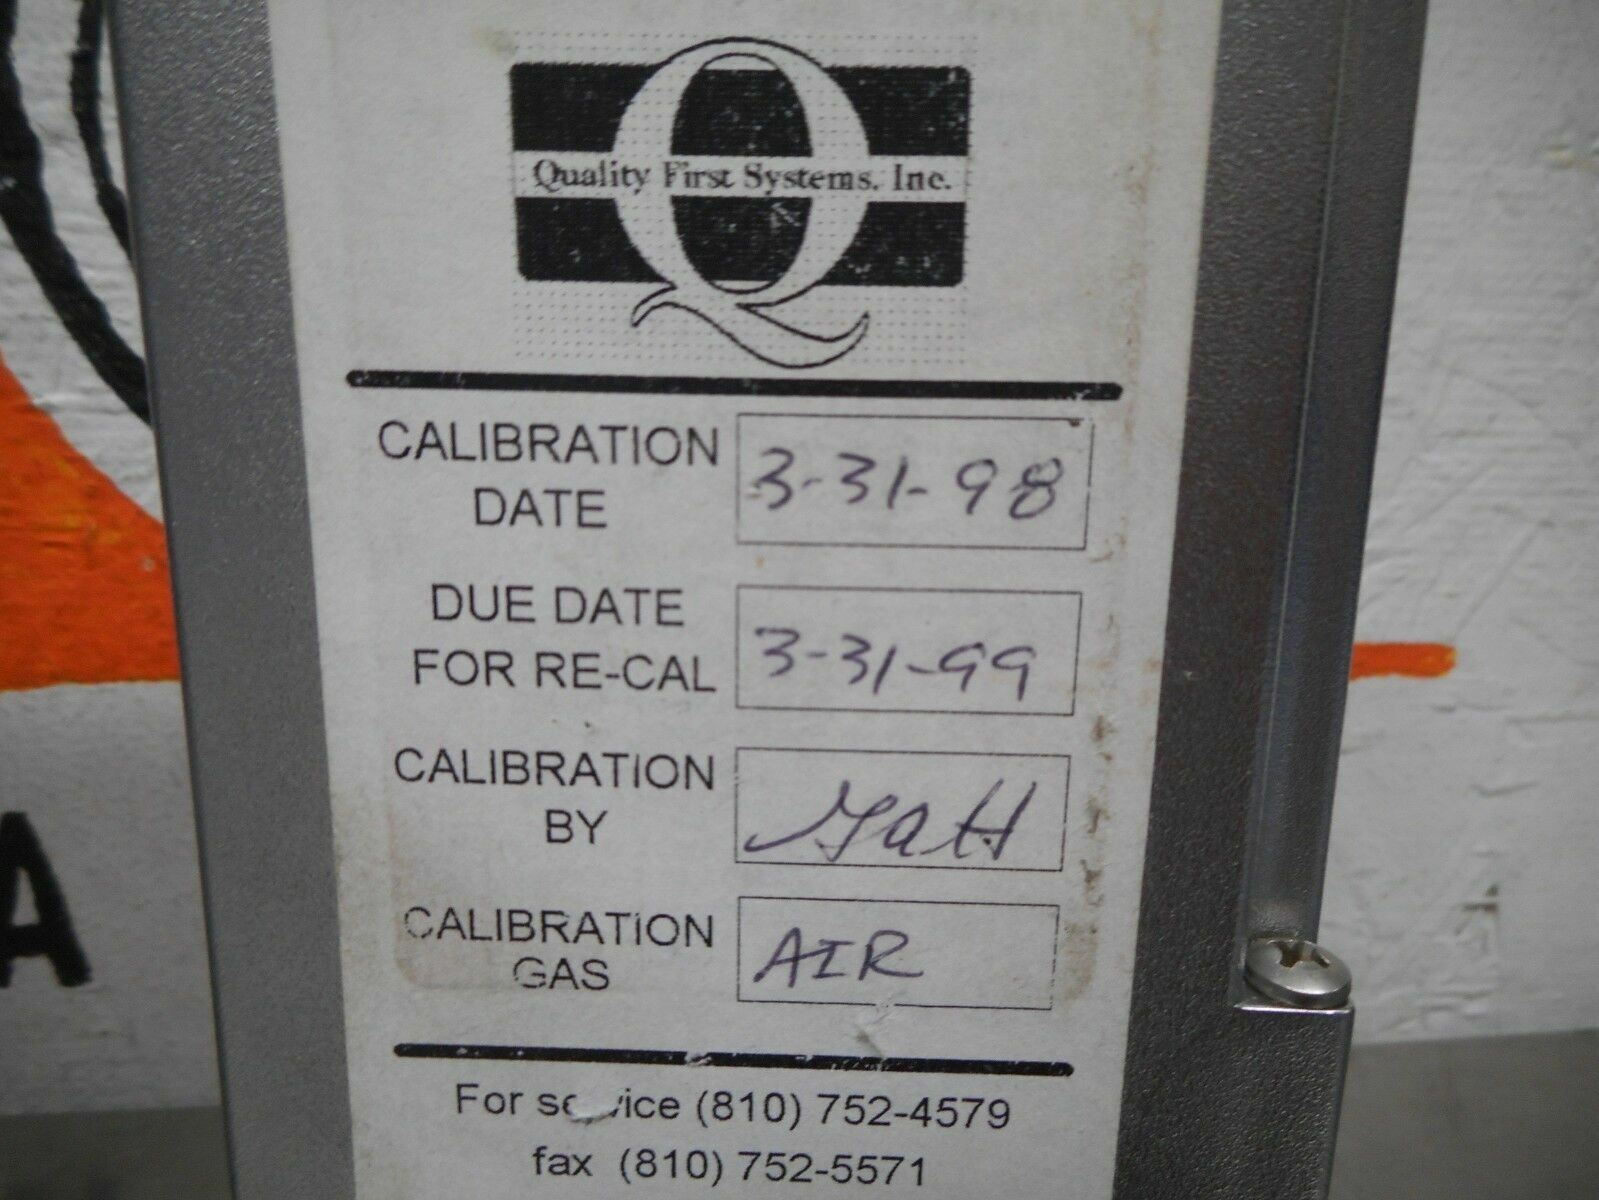 Quality First Systems, Inc.
CALIBRATION DATE 3-31-98
DUE DATE FOR RE-CAL 3-31-99
CALIBRATION BY
CALIBRATION GAS AIR
For service (810) 752-4579
fax (810) 752-5571
A